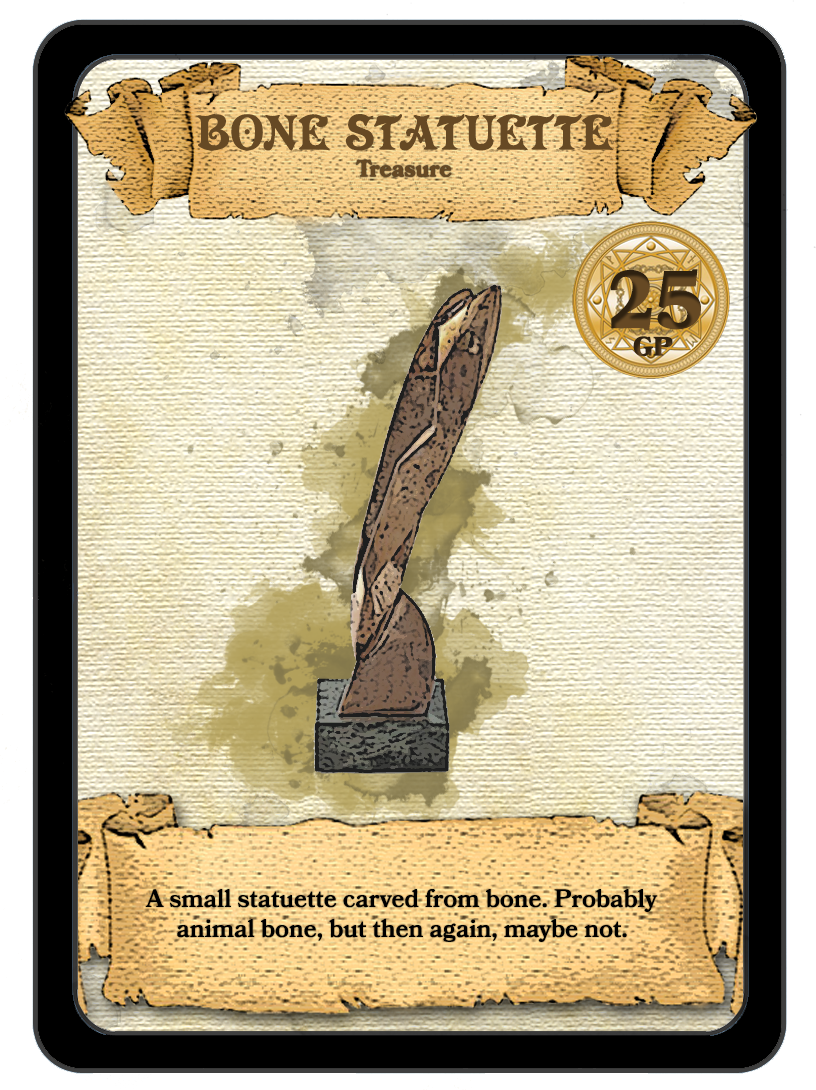 BONE STATUETTE
Treasure
25
GP
A small statuette carved from bone. Probably
animal bone, but then again, maybe not.